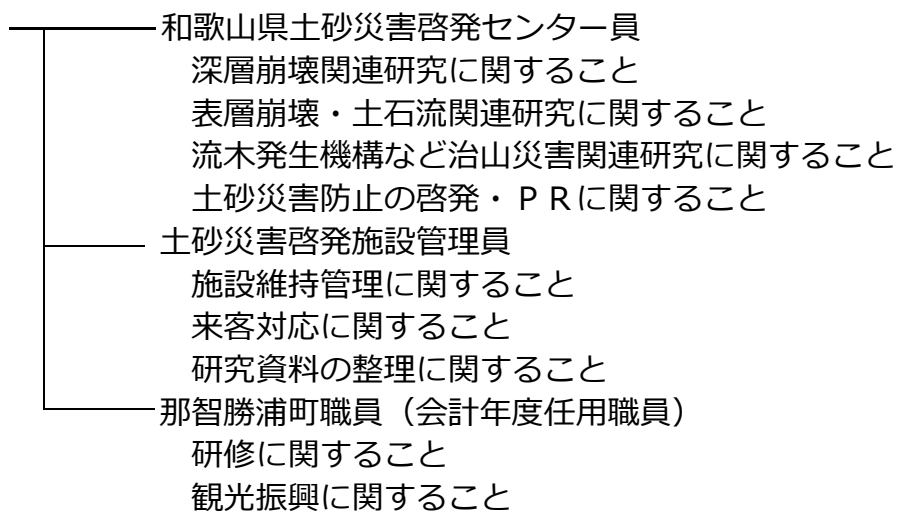 和歌山県土砂災害啓発センター員
深層崩壊関連研究に関すること
表層崩壊・土石流関連研究に関すること
流木発生機構など治山災害関連研究に関すること
土砂災害防止の啓発・ＰＲに関すること
土砂災害啓発施設管理員
施設維持管理に関すること
来客対応に関すること
研究資料の整理に関すること
那智勝浦町職員（会計年度任用職員）
研修に関すること
観光振興に関すること